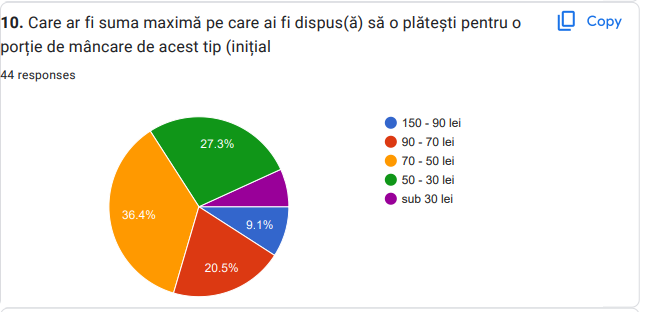 10. Care ar fi suma maximă pe care ai fi dispus(ă) să o plătești pentru o
porție de mâncare de acest tip (inițial
Copy
44 responses
27.3%
36.4%
9.1%
20.5%
150 - 90 lei
90 - 70 lei
70 - 50 lei
50 - 30 lei
sub 30 lei